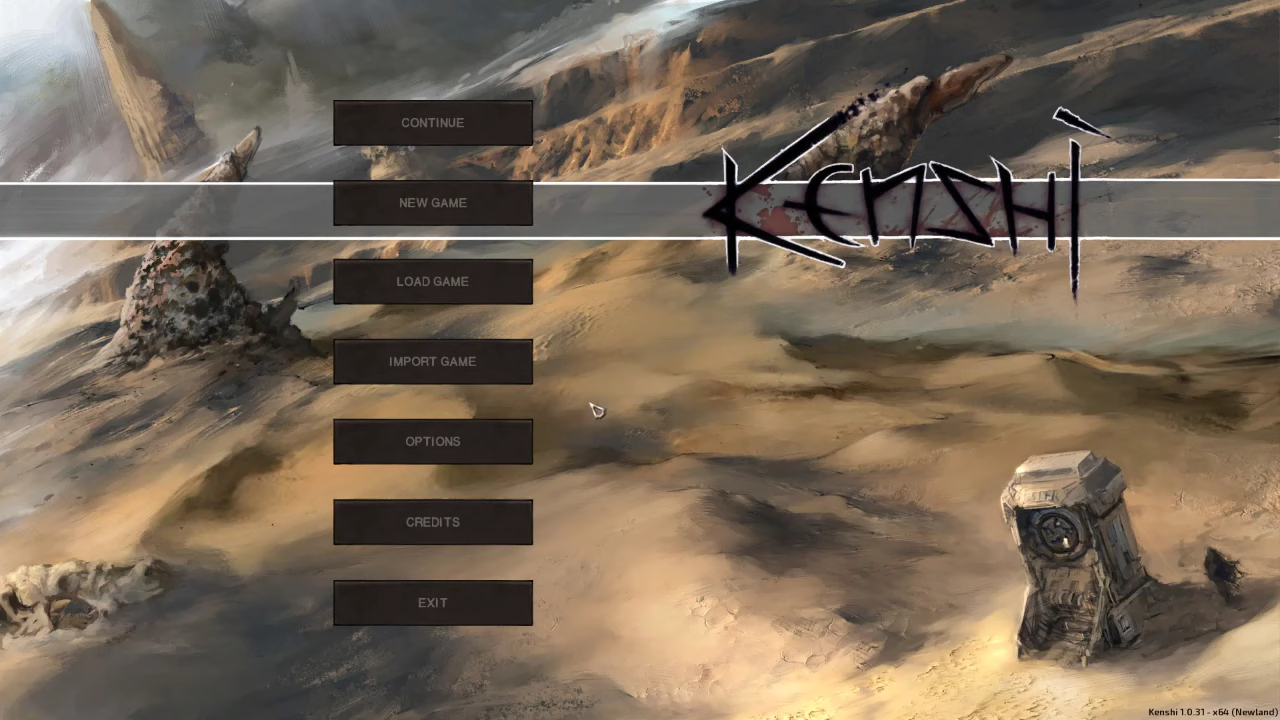 CONTINUE
NEW GAME
Kenshi
LOAD GAME
IMPORT GAME
OPTIONS
CREDITS
EXIT
Kenshi 1.0.31 - x64 (Newland)